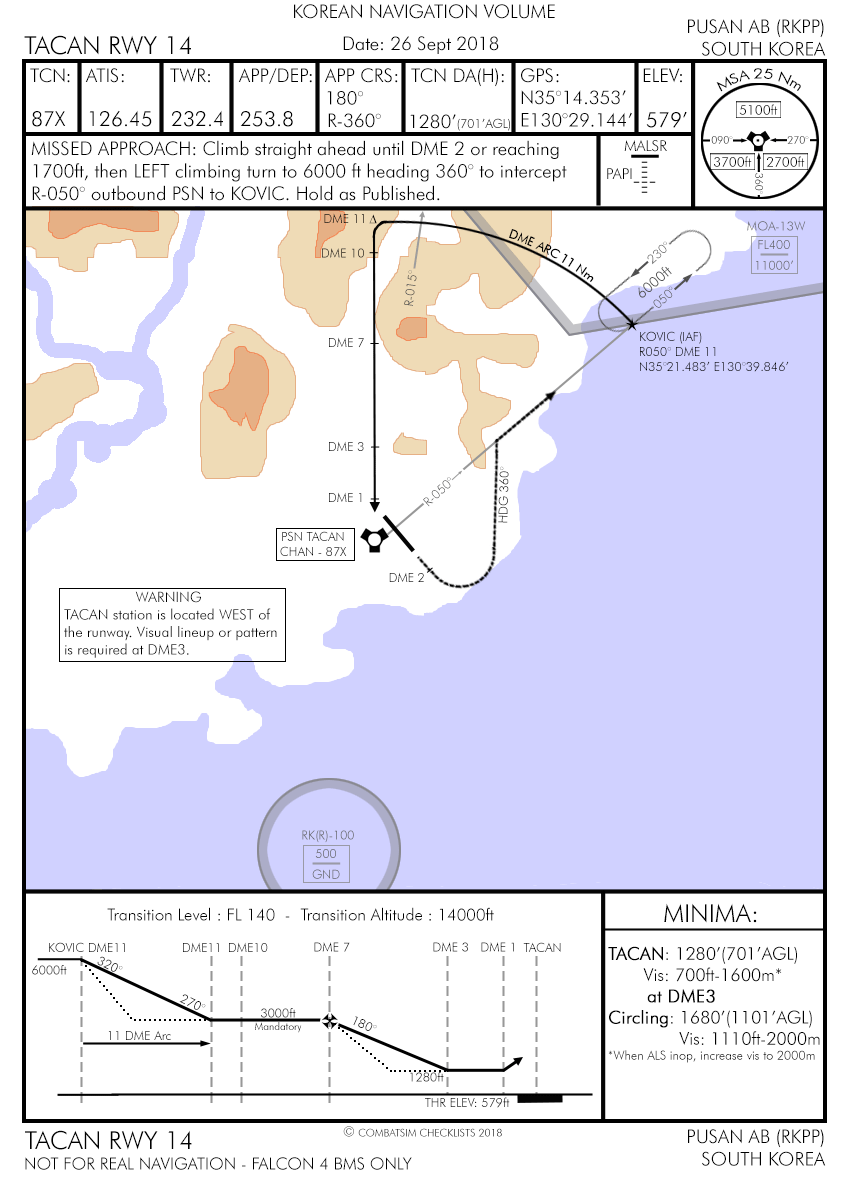 KOREAN NAVIGATION VOLUME
TACAN RWY 14
Date: 26 Sept 2018
PUSAN AB (RKPP)
SOUTH KOREA
TCN:
87X
ATIS:
126.45
TWR:
232.4
APP/DEP:
253.8
APP CRS:
180°
R-360°
TCN DA(H):
1280′(701′AGL)
GPS:
N35°14.353′
E130°29.144′
ELEV:
579′
MSA 25 Nm
5100ft
090°
270°
3700ft
2700ft
360°
MISSED APPROACH: Climb straight ahead until DME 2 or reaching
1700ft, then LEFT climbing turn to 6000 ft heading 360° to intercept
R-050° outbound PSN to KOVIC. Hold as Published.
MALSR
PAPI
DME 11
DME 10
DME 7
DME 3
DME 1
R-015°
DME ARC 11 Nm
230°
6000ft
050°
MOA-13W
FL400
11000′
KOVIC (IAF)
R050° DME 11
N35°21.483′ E130°39.846′
R-050°
HDG 360°
PSN TACAN
CHAN - 87X
DME 2
WARNING
TACAN station is located WEST of
the runway. Visual lineup or pattern
is required at DME3.
RK(R)-100
500
GND
Transition Level : FL 140 - Transition Altitude : 14000ft
KOVIC DME11
DME11
DME10
DME 7
DME 3
DME 1
TACAN
6000ft
320°
270°
3000ft
Mandatory
180°
11 DME Arc
1280ft
THR ELEV: 579ft
MINIMA:
TACAN: 1280′(701′AGL)
Vis: 700ft-1600m*
at DME3
Circling: 1680′(1101′AGL)
Vis: 1110ft-2000m
*When ALS inop, increase vis to 2000m
TACAN RWY 14
NOT FOR REAL NAVIGATION - FALCON 4 BMS ONLY
© COMBATSIM CHECKLISTS 2018
PUSAN AB (RKPP)
SOUTH KOREA